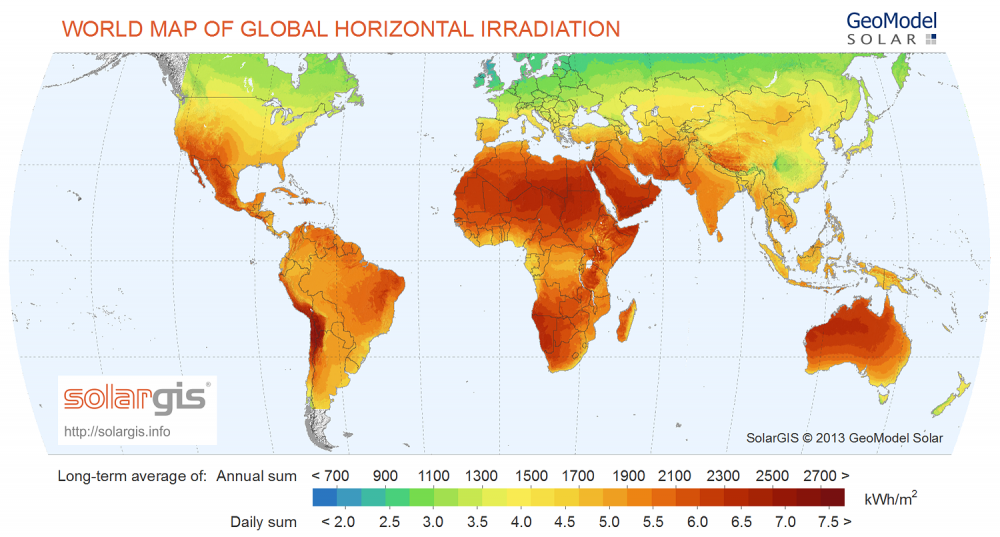 WORLD MAP OF GLOBAL HORIZONTAL IRRADIATION
GeoModel
SOLAR
solargis®
http://solargis.info
SolarGIS © 2013 GeoModel Solar
Long-term average of: Annual sum < 700 900 1100 1300 1500 1700 1900 2100 2300 2500 2700 >
kWh/m²
Daily sum < 2.0 2.5 3.0 3.5 4.0 4.5 5.0 5.5 6.0 6.5 7.0 7.5 >